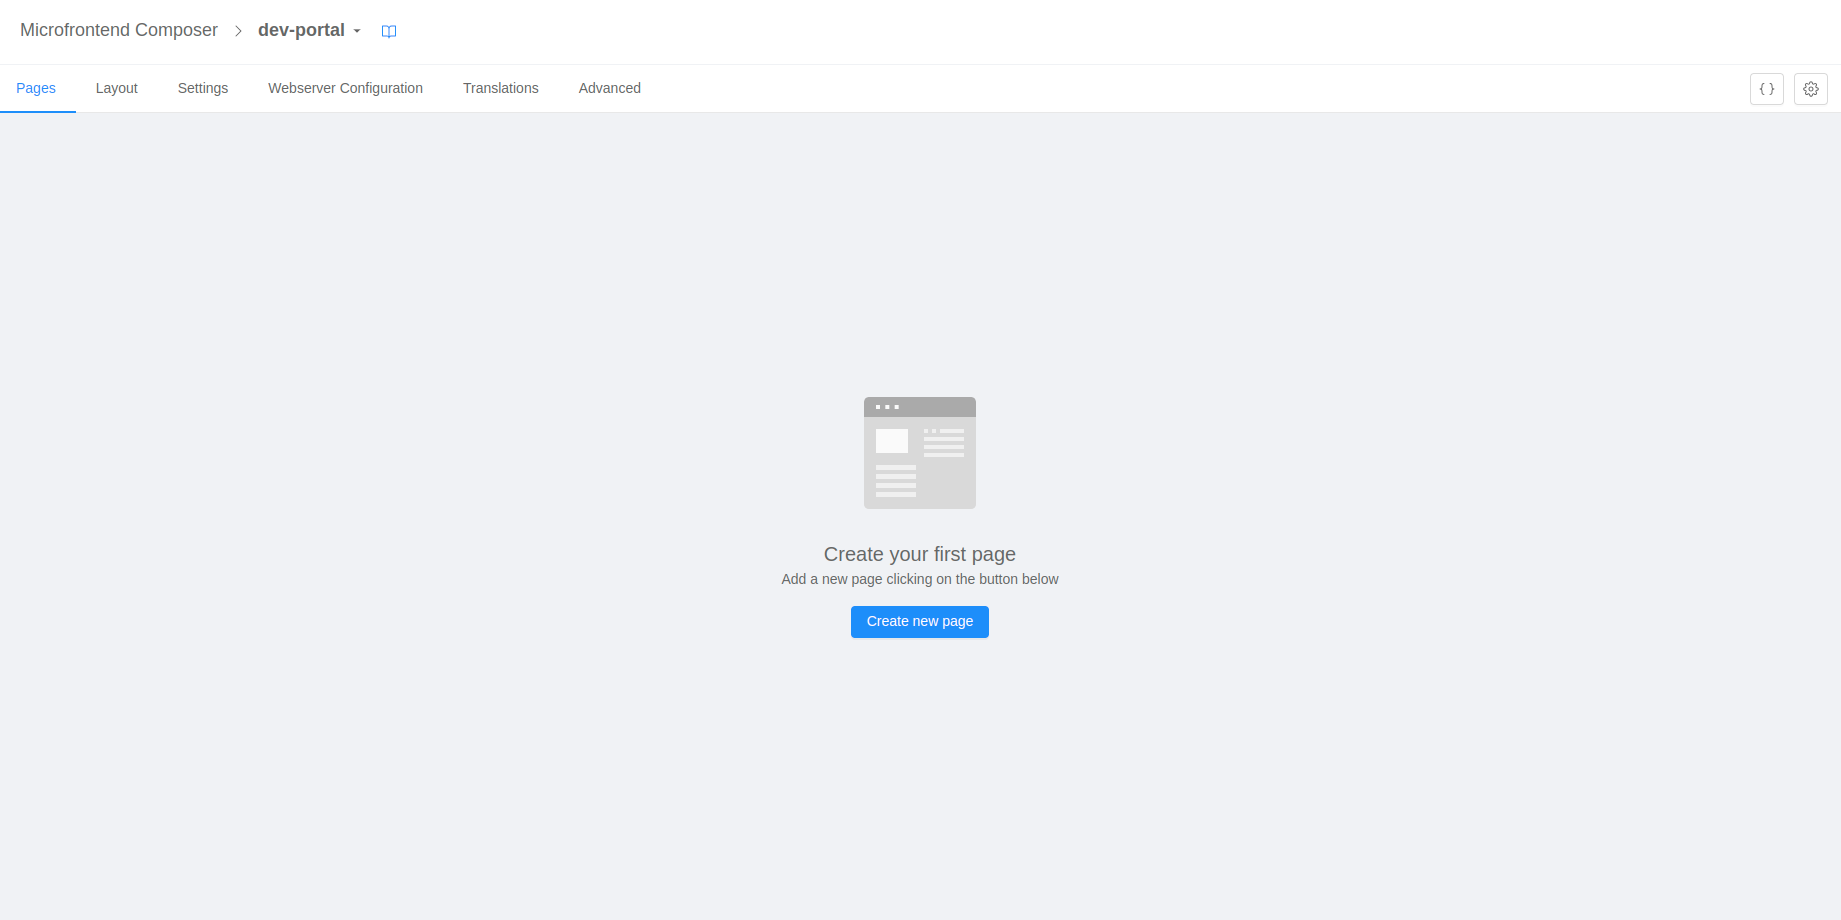 Microfrontend Composer > dev-portal
Pages Layout Settings Webserver Configuration Translations Advanced { }
Create your first page
Add a new page clicking on the button below
Create new page